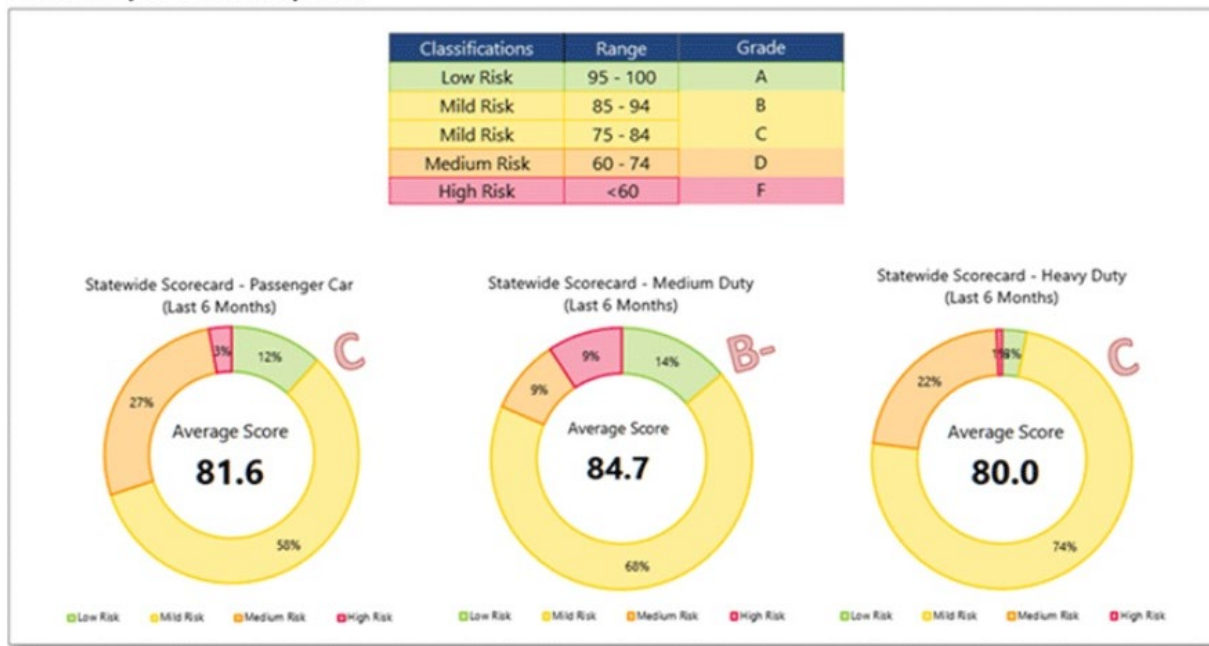 Classifications Range Grade
Low Risk 95 - 100 A
Mild Risk 85 - 94 B
Mild Risk 75 - 84 C
Medium Risk 60 - 74 D
High Risk <60 F
Statewide Scorecard - Passenger Car
(Last 6 Months)
C
3%
12%
27%
Average Score
81.6
58%
Low Risk Mild Risk Medium Risk High Risk
Statewide Scorecard - Medium Duty
(Last 6 Months)
B-
9%
14%
9%
Average Score
84.7
68%
Low Risk Mild Risk Medium Risk High Risk
Statewide Scorecard - Heavy Duty
(Last 6 Months)
C
22%
Average Score
80.0
74%
Low Risk Mild Risk Medium Risk High Risk